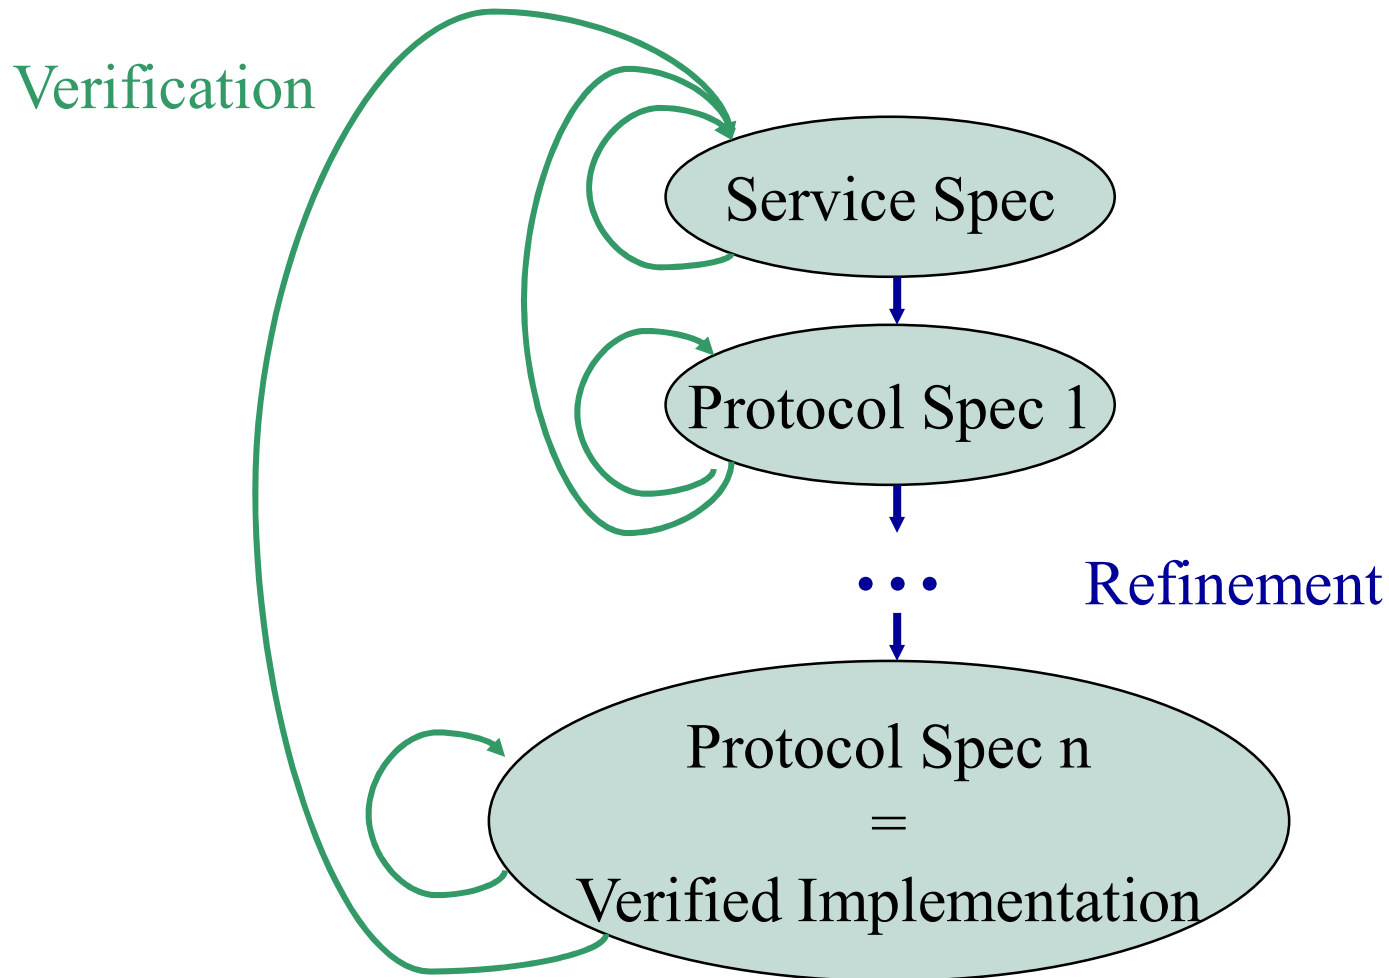 Verification
Service Spec
Protocol Spec 1
• • •
Refinement
Protocol Spec n
=
Verified Implementation